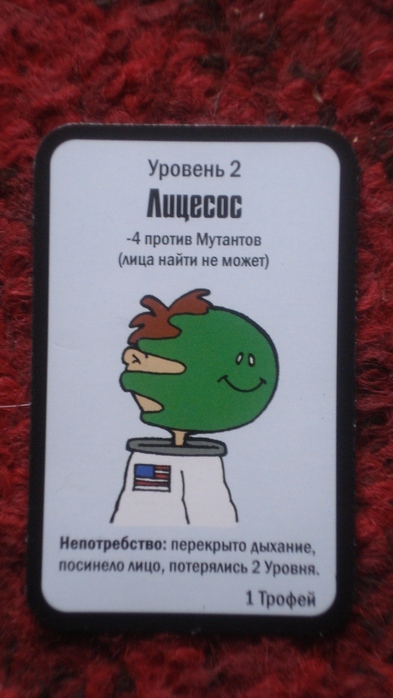 Уровень 2
Лицесос
-4 против Мутантов
(лица найти не может)
Непотребство: перекрыто дыхание,
посинело лицо, потерялись 2 Уровня.
1 Трофей